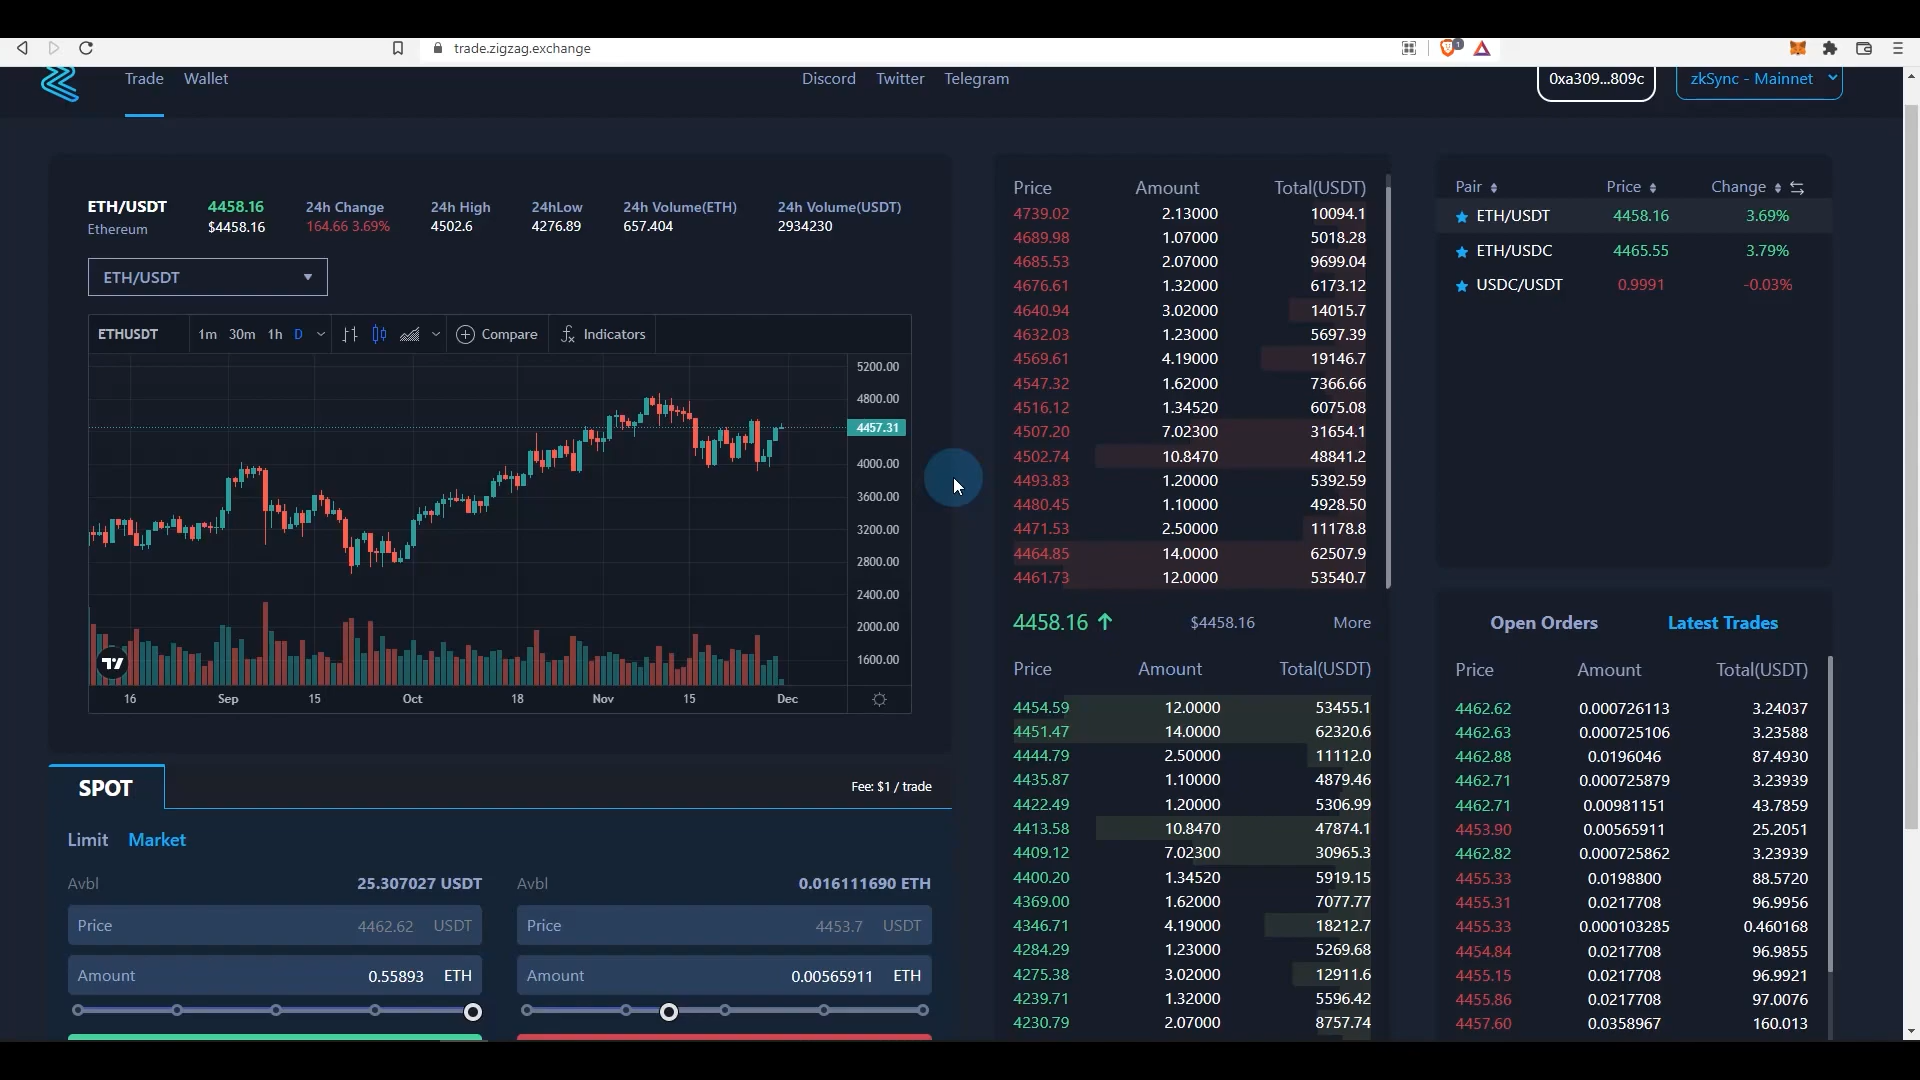 trade.zigzag.exchange
1
Trade Wallet Discord Twitter Telegram 0xa309...809c zkSync - Mainnet
ETH/USDT 4458.16 24h Change 24h High 24hLow 24h Volume(ETH) 24h Volume(USDT)
Ethereum $4458.16 164.66 3.69% 4502.6 4276.89 657.404 2934230
ETH/USDT
ETHUSDT 1m 30m 1h D Compare Indicators
5200.00
4800.00
4457.31
4000.00
3600.00
3200.00
2800.00
2400.00
2000.00
1600.00
16 Sep 15 Oct 18 Nov 15 Dec
SPOT Fee: $1 / trade
Limit Market
Avbl 25.307027 USDT Avbl 0.016111690 ETH
Price 4462.62 USDT Price 4453.7 USDT
Amount 0.55893 ETH Amount 0.00565911 ETH
Price Amount Total(USDT)
4739.02 2.13000 10094.1
4689.98 1.07000 5018.28
4685.53 2.07000 9699.04
4676.61 1.32000 6173.12
4640.94 3.02000 14015.7
4632.03 1.23000 5697.39
4569.61 4.19000 19146.7
4547.32 1.62000 7366.66
4516.12 1.34520 6075.08
4507.20 7.02300 31654.1
4502.74 10.8470 48841.2
4493.83 1.20000 5392.59
4480.45 1.10000 4928.50
4471.53 2.50000 11178.8
4464.85 14.0000 62507.9
4461.73 12.0000 53540.7
4458.16 $4458.16 More
Price Amount Total(USDT)
4454.59 12.0000 53455.1
4451.47 14.0000 62320.6
4444.79 2.50000 11112.0
4435.87 1.10000 4879.46
4422.49 1.20000 5306.99
4413.58 10.8470 47874.1
4409.12 7.02300 30965.3
4400.20 1.34520 5919.15
4369.00 1.62000 7077.77
4346.71 4.19000 18212.7
4284.29 1.23000 5269.68
4275.38 3.02000 12911.6
4239.71 1.32000 5596.42
4230.79 2.07000 8757.74
Pair Price Change
ETH/USDT 4458.16 3.69%
ETH/USDC 4465.55 3.79%
USDC/USDT 0.9991 -0.03%
Open Orders Latest Trades
Price Amount Total(USDT)
4462.62 0.000726113 3.24037
4462.63 0.000725106 3.23588
4462.88 0.0196046 87.4930
4462.71 0.000725879 3.23939
4462.71 0.00981151 43.7859
4453.90 0.00565911 25.2051
4462.82 0.000725862 3.23939
4455.33 0.0198800 88.5720
4455.31 0.0217708 96.9956
4455.33 0.000103285 0.460168
4454.84 0.0217708 96.9855
4455.15 0.0217708 96.9921
4455.86 0.0217708 97.0076
4457.60 0.0358967 160.013